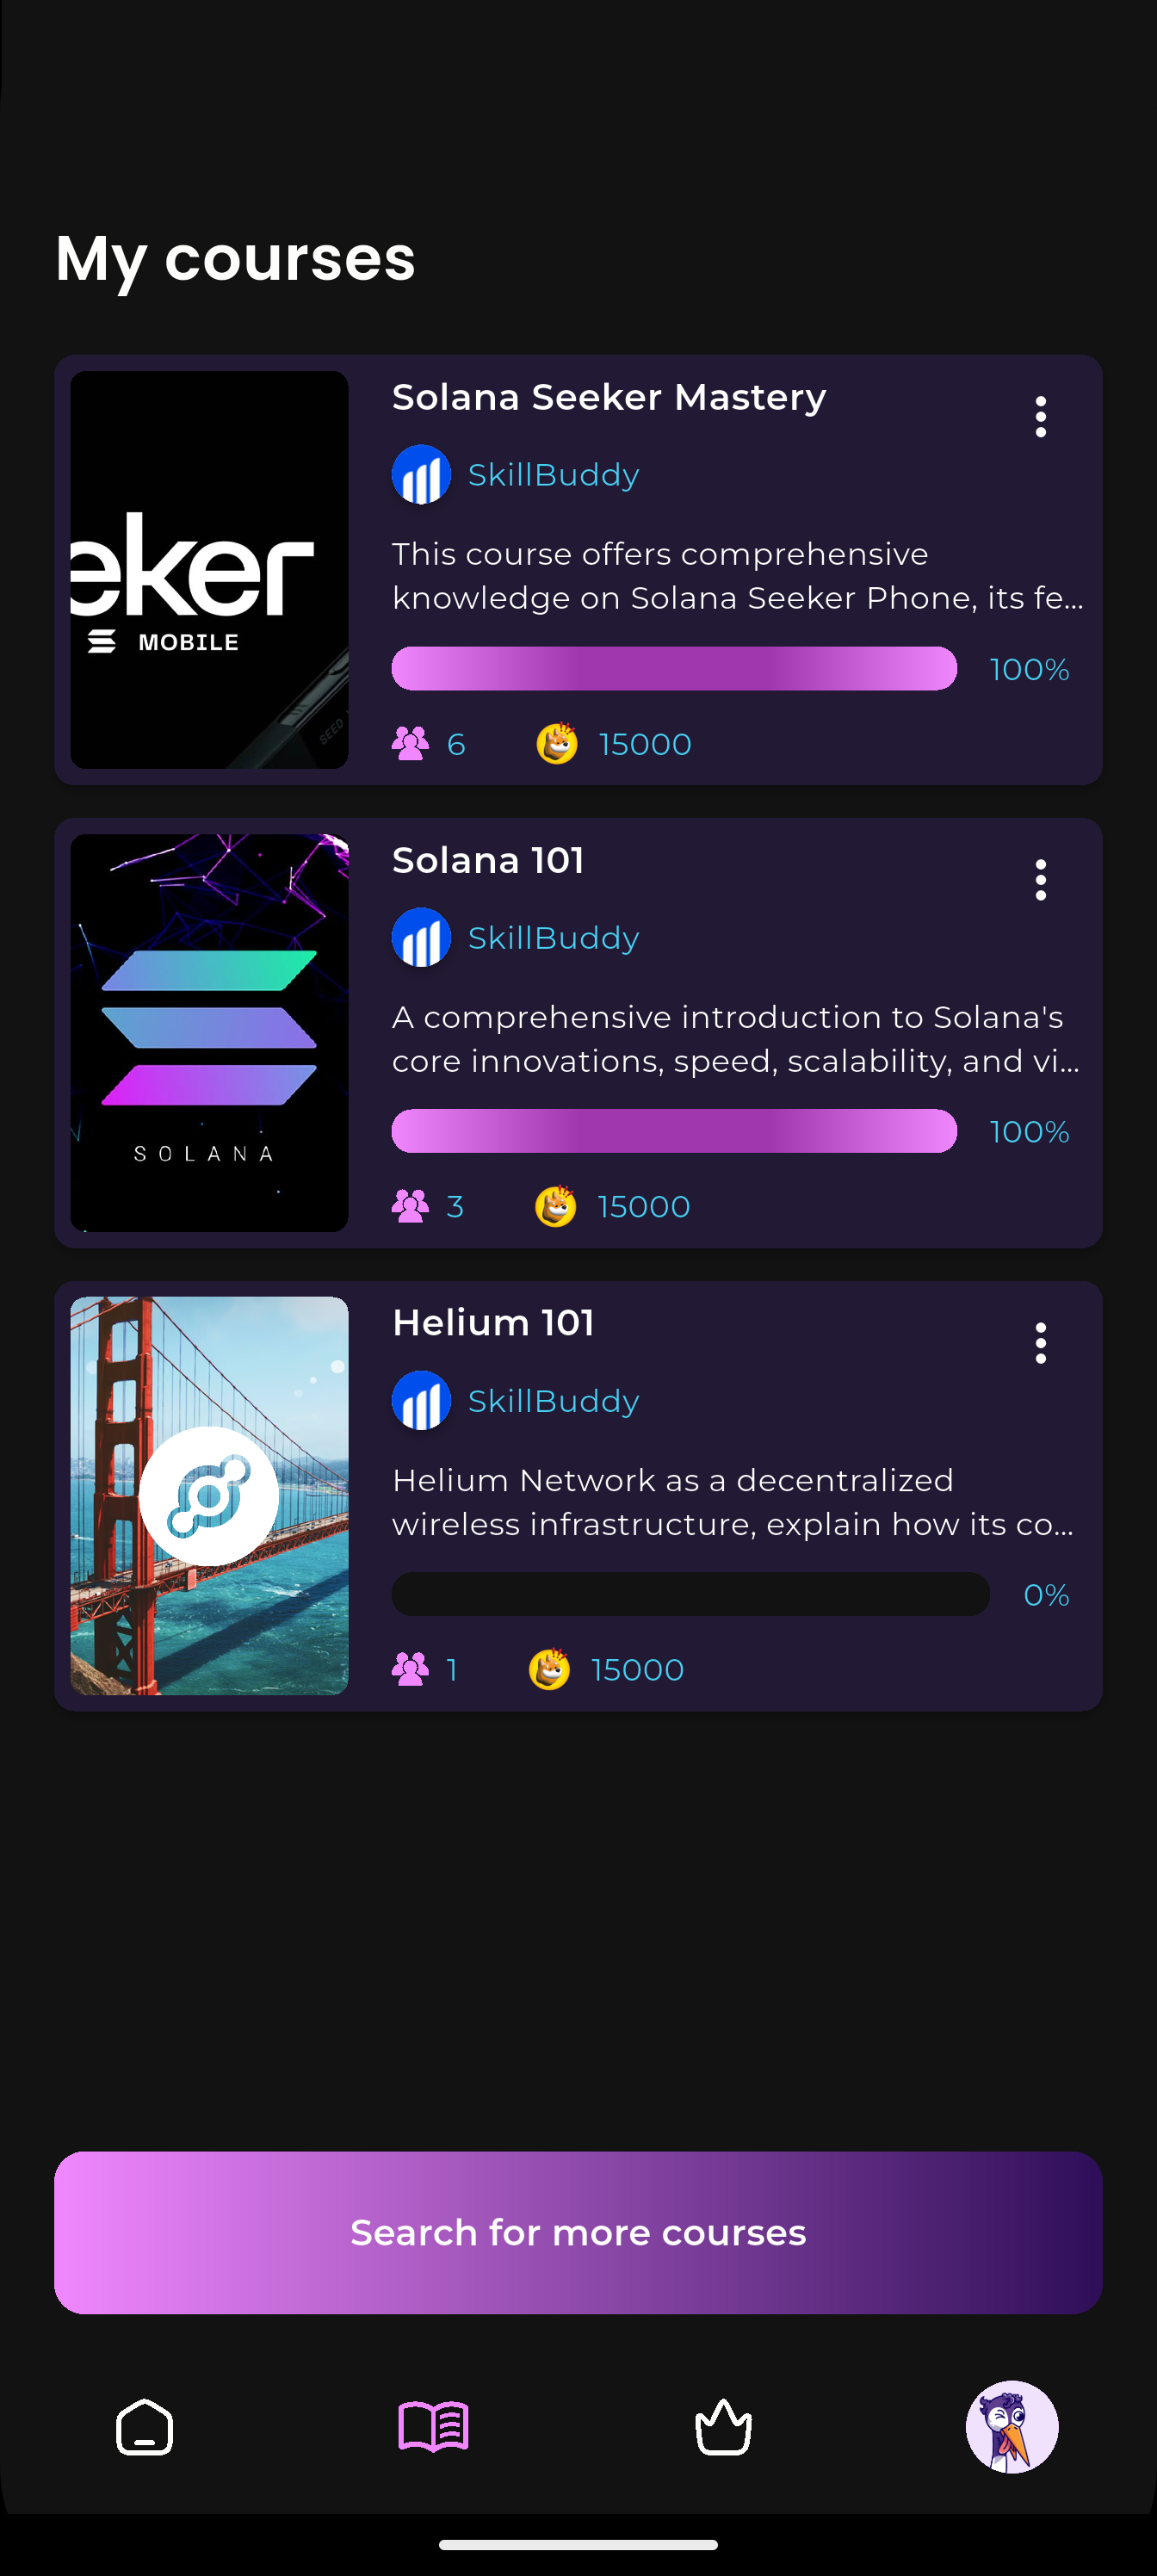 My courses
eker
MOBILE
SEED
Solana Seeker Mastery
SkillBuddy
This course offers comprehensive
knowledge on Solana Seeker Phone, its fe...
100%
6
15000
SOLANA
Solana 101
SkillBuddy
A comprehensive introduction to Solana's
core innovations, speed, scalability, and vi...
100%
3
15000
Helium 101
SkillBuddy
Helium Network as a decentralized
wireless infrastructure, explain how its co...
0%
1
15000
Search for more courses